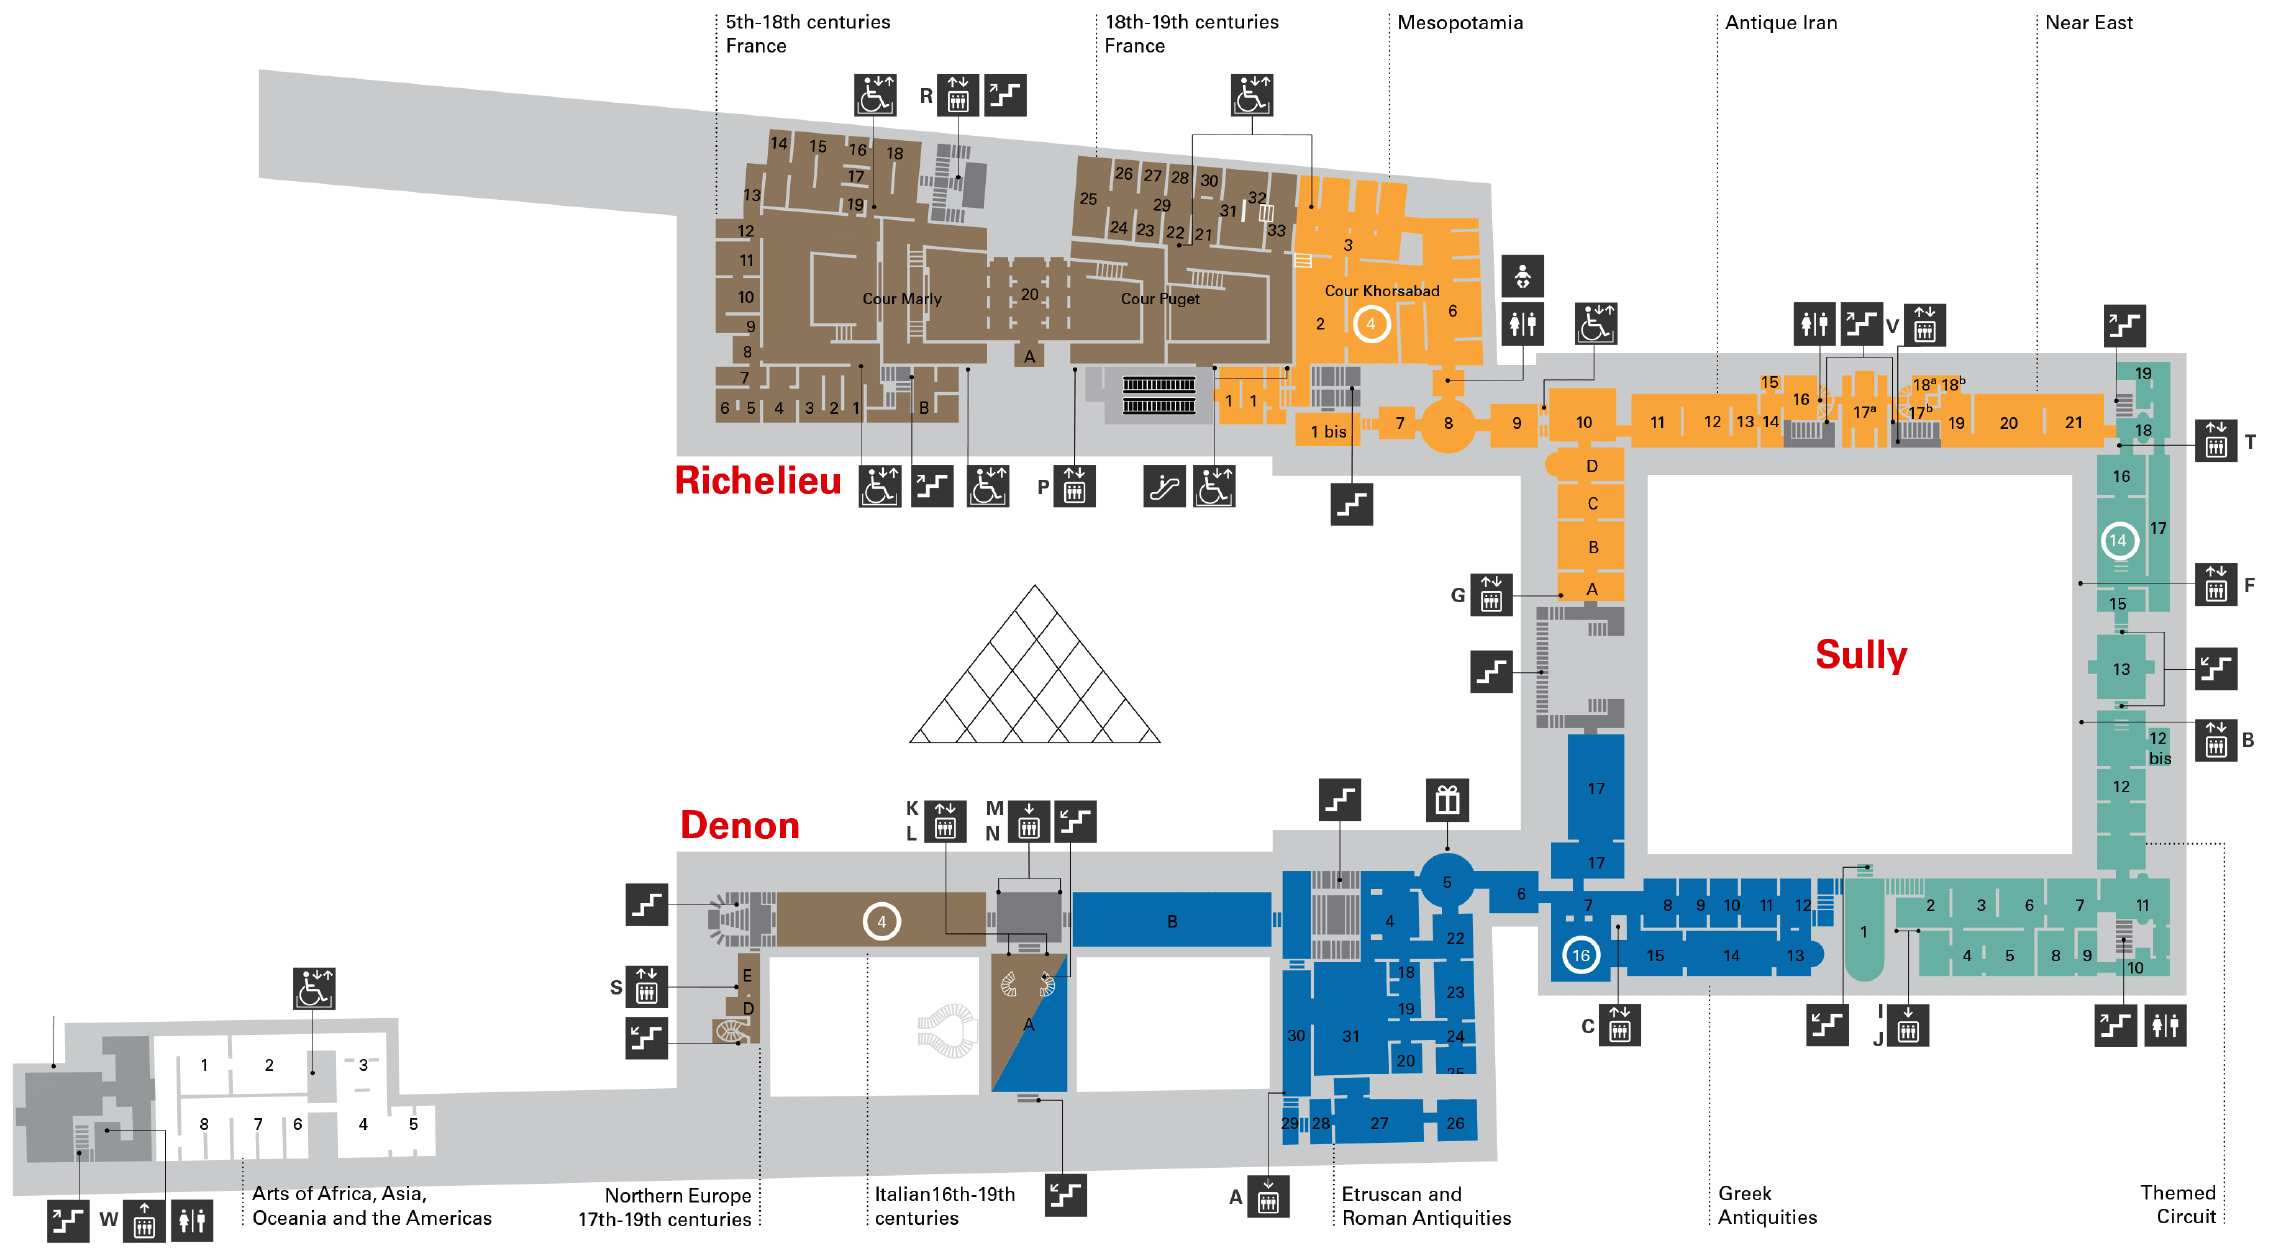 5th-18th centuries
France
18th-19th centuries
France
Mesopotamia
Antique Iran
Near East
R
14 15 16 18
17
13 19
12
11
10
9
8
7
6 5 4 3 2 1 B
Cour Marly
20
A
Cour Puget
25 26 27 28 30 32
29 31
24 23 22 21 33
3
Cour Khorsabad
2 4 6
1 1
1 bis 7 8 9 10
11 12 13 14 15 16 17a 17b 18a 18b 19 20 21
V
19
18
T
16
17
14
F
15
13
B
12
bis
12
Richelieu
P
D
C
B
A
G
Sully
17
17
Denon
K
L
M
N
4
B
S
E
D
A
5
6
4
22
18
23
19
24
20
25
30
31
29 28 27 26
7 8 9 10 11 12
16 15 14 13
1
2 3 6 7 11
4 5 8 9 10
C
I
J
1 2 3
8 7 6 4 5
W
A
Arts of Africa, Asia,
Oceania and the Americas
Northern Europe
17th-19th centuries
Italian16th-19th
centuries
Etruscan and
Roman Antiquities
Greek
Antiquities
Themed
Circuit